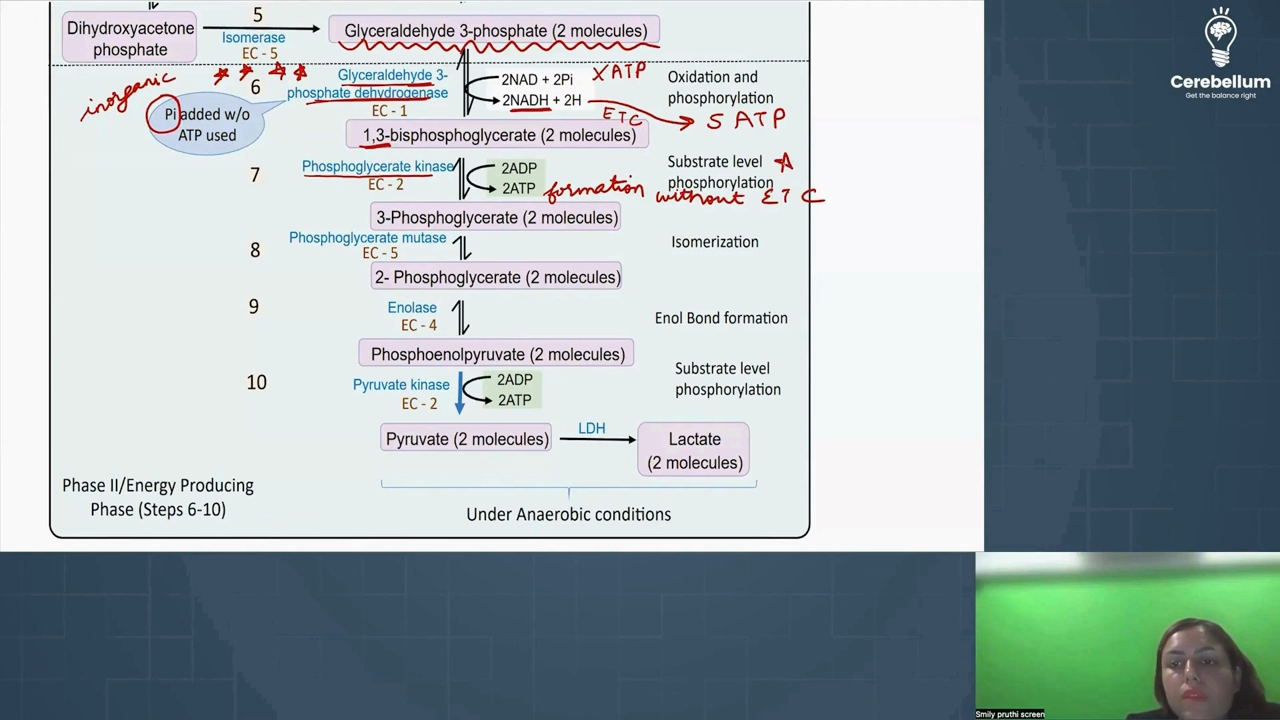 5
Dihydroxyacetone
phosphate
Isomerase
EC - 5
Glyceraldehyde 3-phosphate (2 molecules)
inorganic
6
Pi added w/o
ATP used
Glyceraldehyde 3-
phosphate dehydrogenase
EC - 1
2NAD + 2Pi
2NADH + 2H
X ATP
ETC
5 ATP
Oxidation and
phosphorylation
1,3-bisphosphoglycerate (2 molecules)
7
Phosphoglycerate kinase
EC - 2
2ADP
2ATP
formation without ETC
Substrate level
phosphorylation
3-Phosphoglycerate (2 molecules)
8
Phosphoglycerate mutase
EC - 5
Isomerization
2- Phosphoglycerate (2 molecules)
9
Enolase
EC - 4
Enol Bond formation
Phosphoenolpyruvate (2 molecules)
10
Pyruvate kinase
EC - 2
2ADP
2ATP
Substrate level
phosphorylation
Pyruvate (2 molecules)
LDH
Lactate
(2 molecules)
Phase II/Energy Producing
Phase (Steps 6-10)
Under Anaerobic conditions
Cerebellum
Get the balance right
Smily pruthi screen